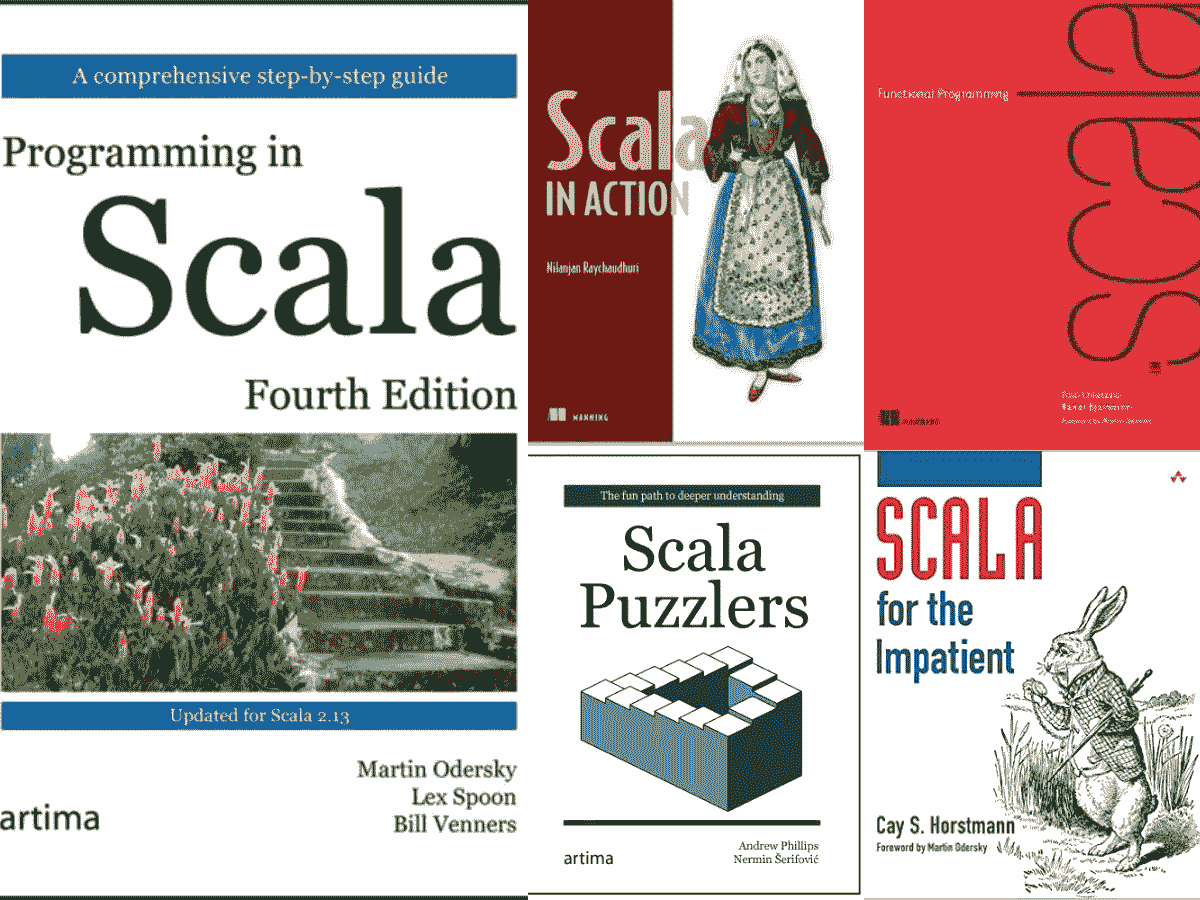 A comprehensive step-by-step guide
Programming in
Scala
Fourth Edition
Updated for Scala 2.13
Martin Odersky
Lex Spoon
Bill Venners
artima
Scala
IN ACTION
Nilanjan Raychaudhuri
MANNING
Functional Programming
scala
MANNING
The fun path to deeper understanding
Scala
Puzzlers
artima
Andrew Phillips
Nermin Šerifović
SCALA
for the
Impatient
Cay S. Horstmann
Foreword by Martin Odersky